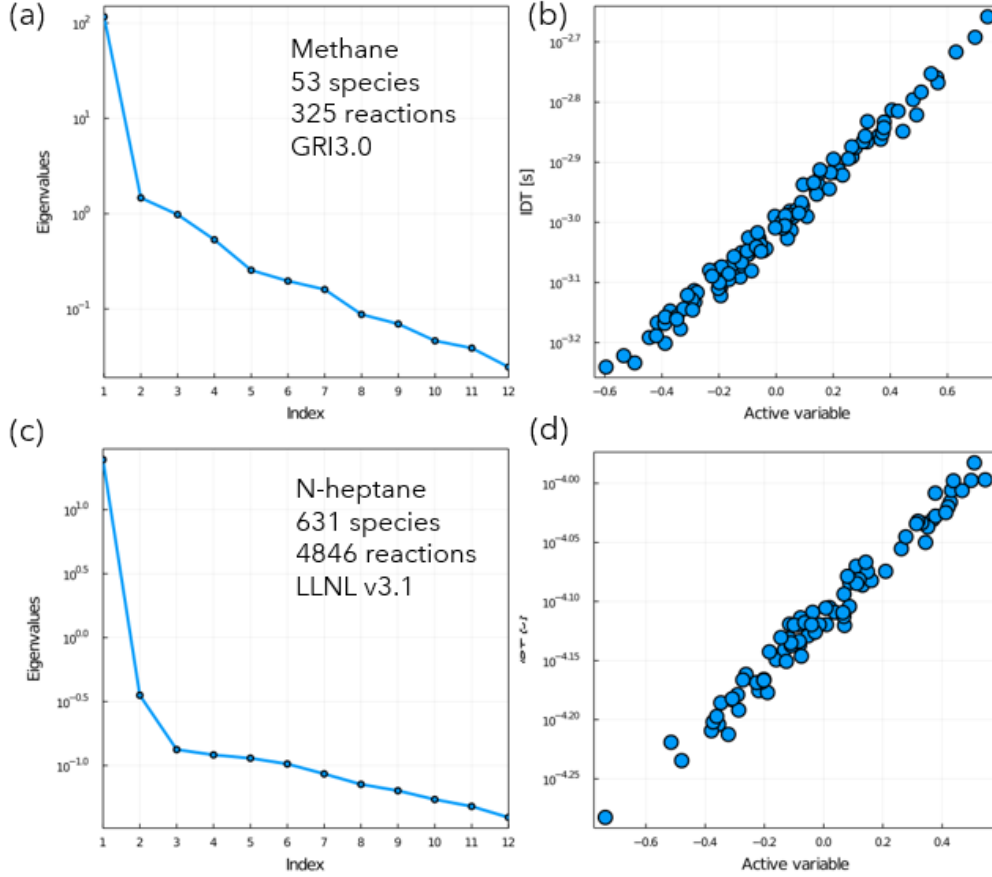 (a)
10^2
10^1
10^0
10^-1
Eigenvalues
Methane
53 species
325 reactions
GRI3.0
1 2 3 4 5 6 7 8 9 10 11 12
Index
(b)
10^-2.7
10^-2.8
10^-2.9
10^-3.0
10^-3.1
10^-3.2
IDT [s]
−0.6 −0.4 −0.2 0.0 0.2 0.4 0.6
Active variable
(c)
10^1.0
10^0.5
10^0.0
10^-0.5
10^-1.0
Eigenvalues
N-heptane
631 species
4846 reactions
LLNL v3.1
1 2 3 4 5 6 7 8 9 10 11 12
Index
(d)
10^-4.00
10^-4.05
10^-4.10
10^-4.15
10^-4.20
10^-4.25
−0.6 −0.4 −0.2 0.0 0.2 0.4
Active variable